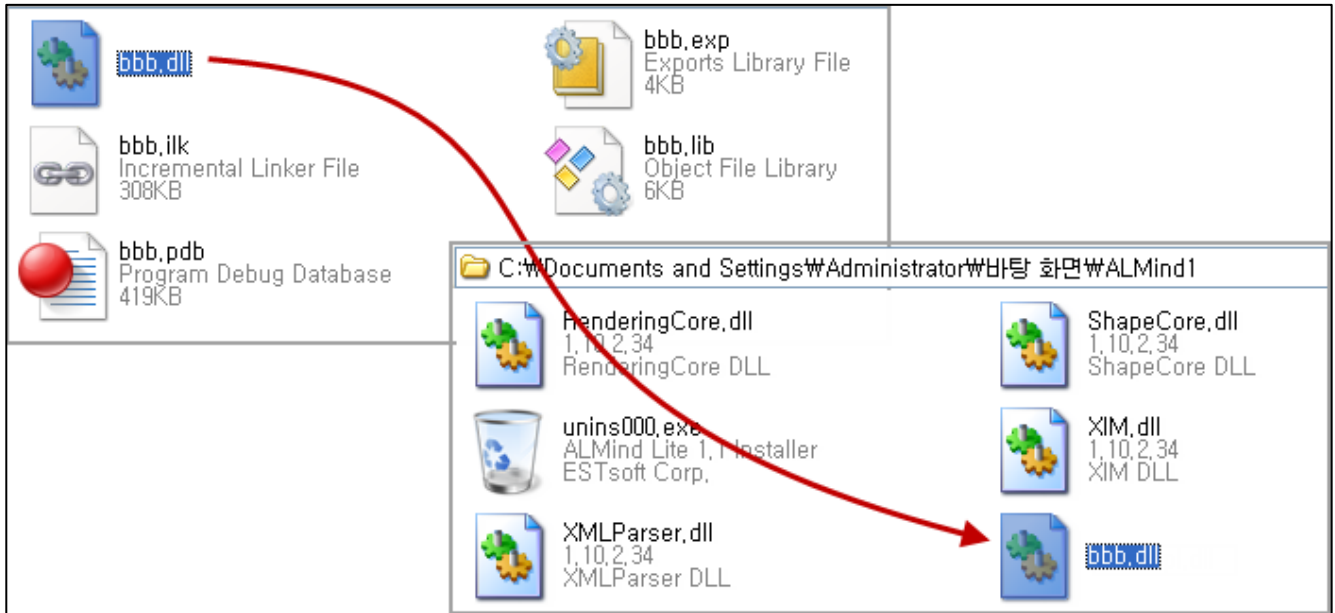 bbb.dll
bbb.exp
Exports Library File
4KB
bbb.ilk
Incremental Linker File
308KB
bbb.lib
Object File Library
6KB
bbb.pdb
Program Debug Database
419KB
C:₩Documents and Settings₩Administrator₩바탕 화면₩ALMind1
RenderingCore.dll
1.10.2.34
RenderingCore DLL
ShapeCore.dll
1.10.2.34
ShapeCore DLL
unins000.exe
ALMind Lite 1.1 Installer
ESTsoft Corp.
XIM.dll
1.10.2.34
XIM DLL
XMLParser.dll
1.10.2.34
XMLParser DLL
bbb.dll